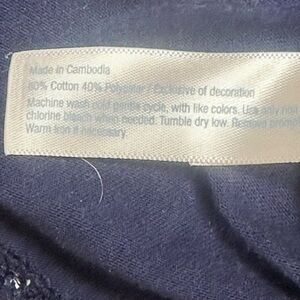 Made in Cambodia
60% Cotton 40% Polyester / Exclusive of decoration
Machine wash cold gentle cycle, with like colors. Use only non
chlorine bleach when needed. Tumble dry low. Remove promp
Warm iron if necessary.